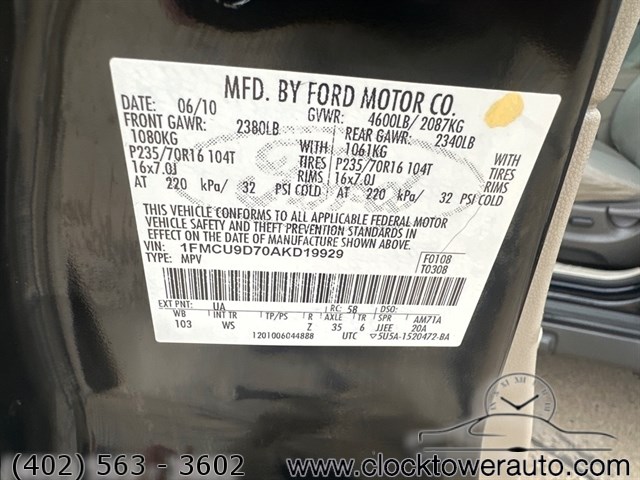 MFD. BY FORD MOTOR CO.
DATE: 06/10 GVWR: 4600LB/ 2087KG
FRONT GAWR: 2380LB REAR GAWR: 2340LB
1080KG WITH 1061KG WITH
P235/70R16 104T TIRES P235/70R16 104T TIRES
16x7.0J RIMS 16x7.0J RIMS
AT 220 kPa/ 32 PSI COLD AT 220 kPa/ 32 PSI COLD
THIS VEHICLE CONFORMS TO ALL APPLICABLE FEDERAL MOTOR
VEHICLE SAFETY AND THEFT PREVENTION STANDARDS IN
EFFECT ON THE DATE OF MANUFACTURE SHOWN ABOVE.
VIN: 1FMCU9D70AKD19929 F0108
TYPE: MPV T0308
EXT PNT: UA RC: 58 DSO:
WB INT TR TP/PS R AXLE TR SPR AM71A
103 WS Z 35 6 JJEE 20A
1201006044888 UTC ▽5U5A-1520472-BA
(402) 563 - 3602 www.clocktowerauto.com